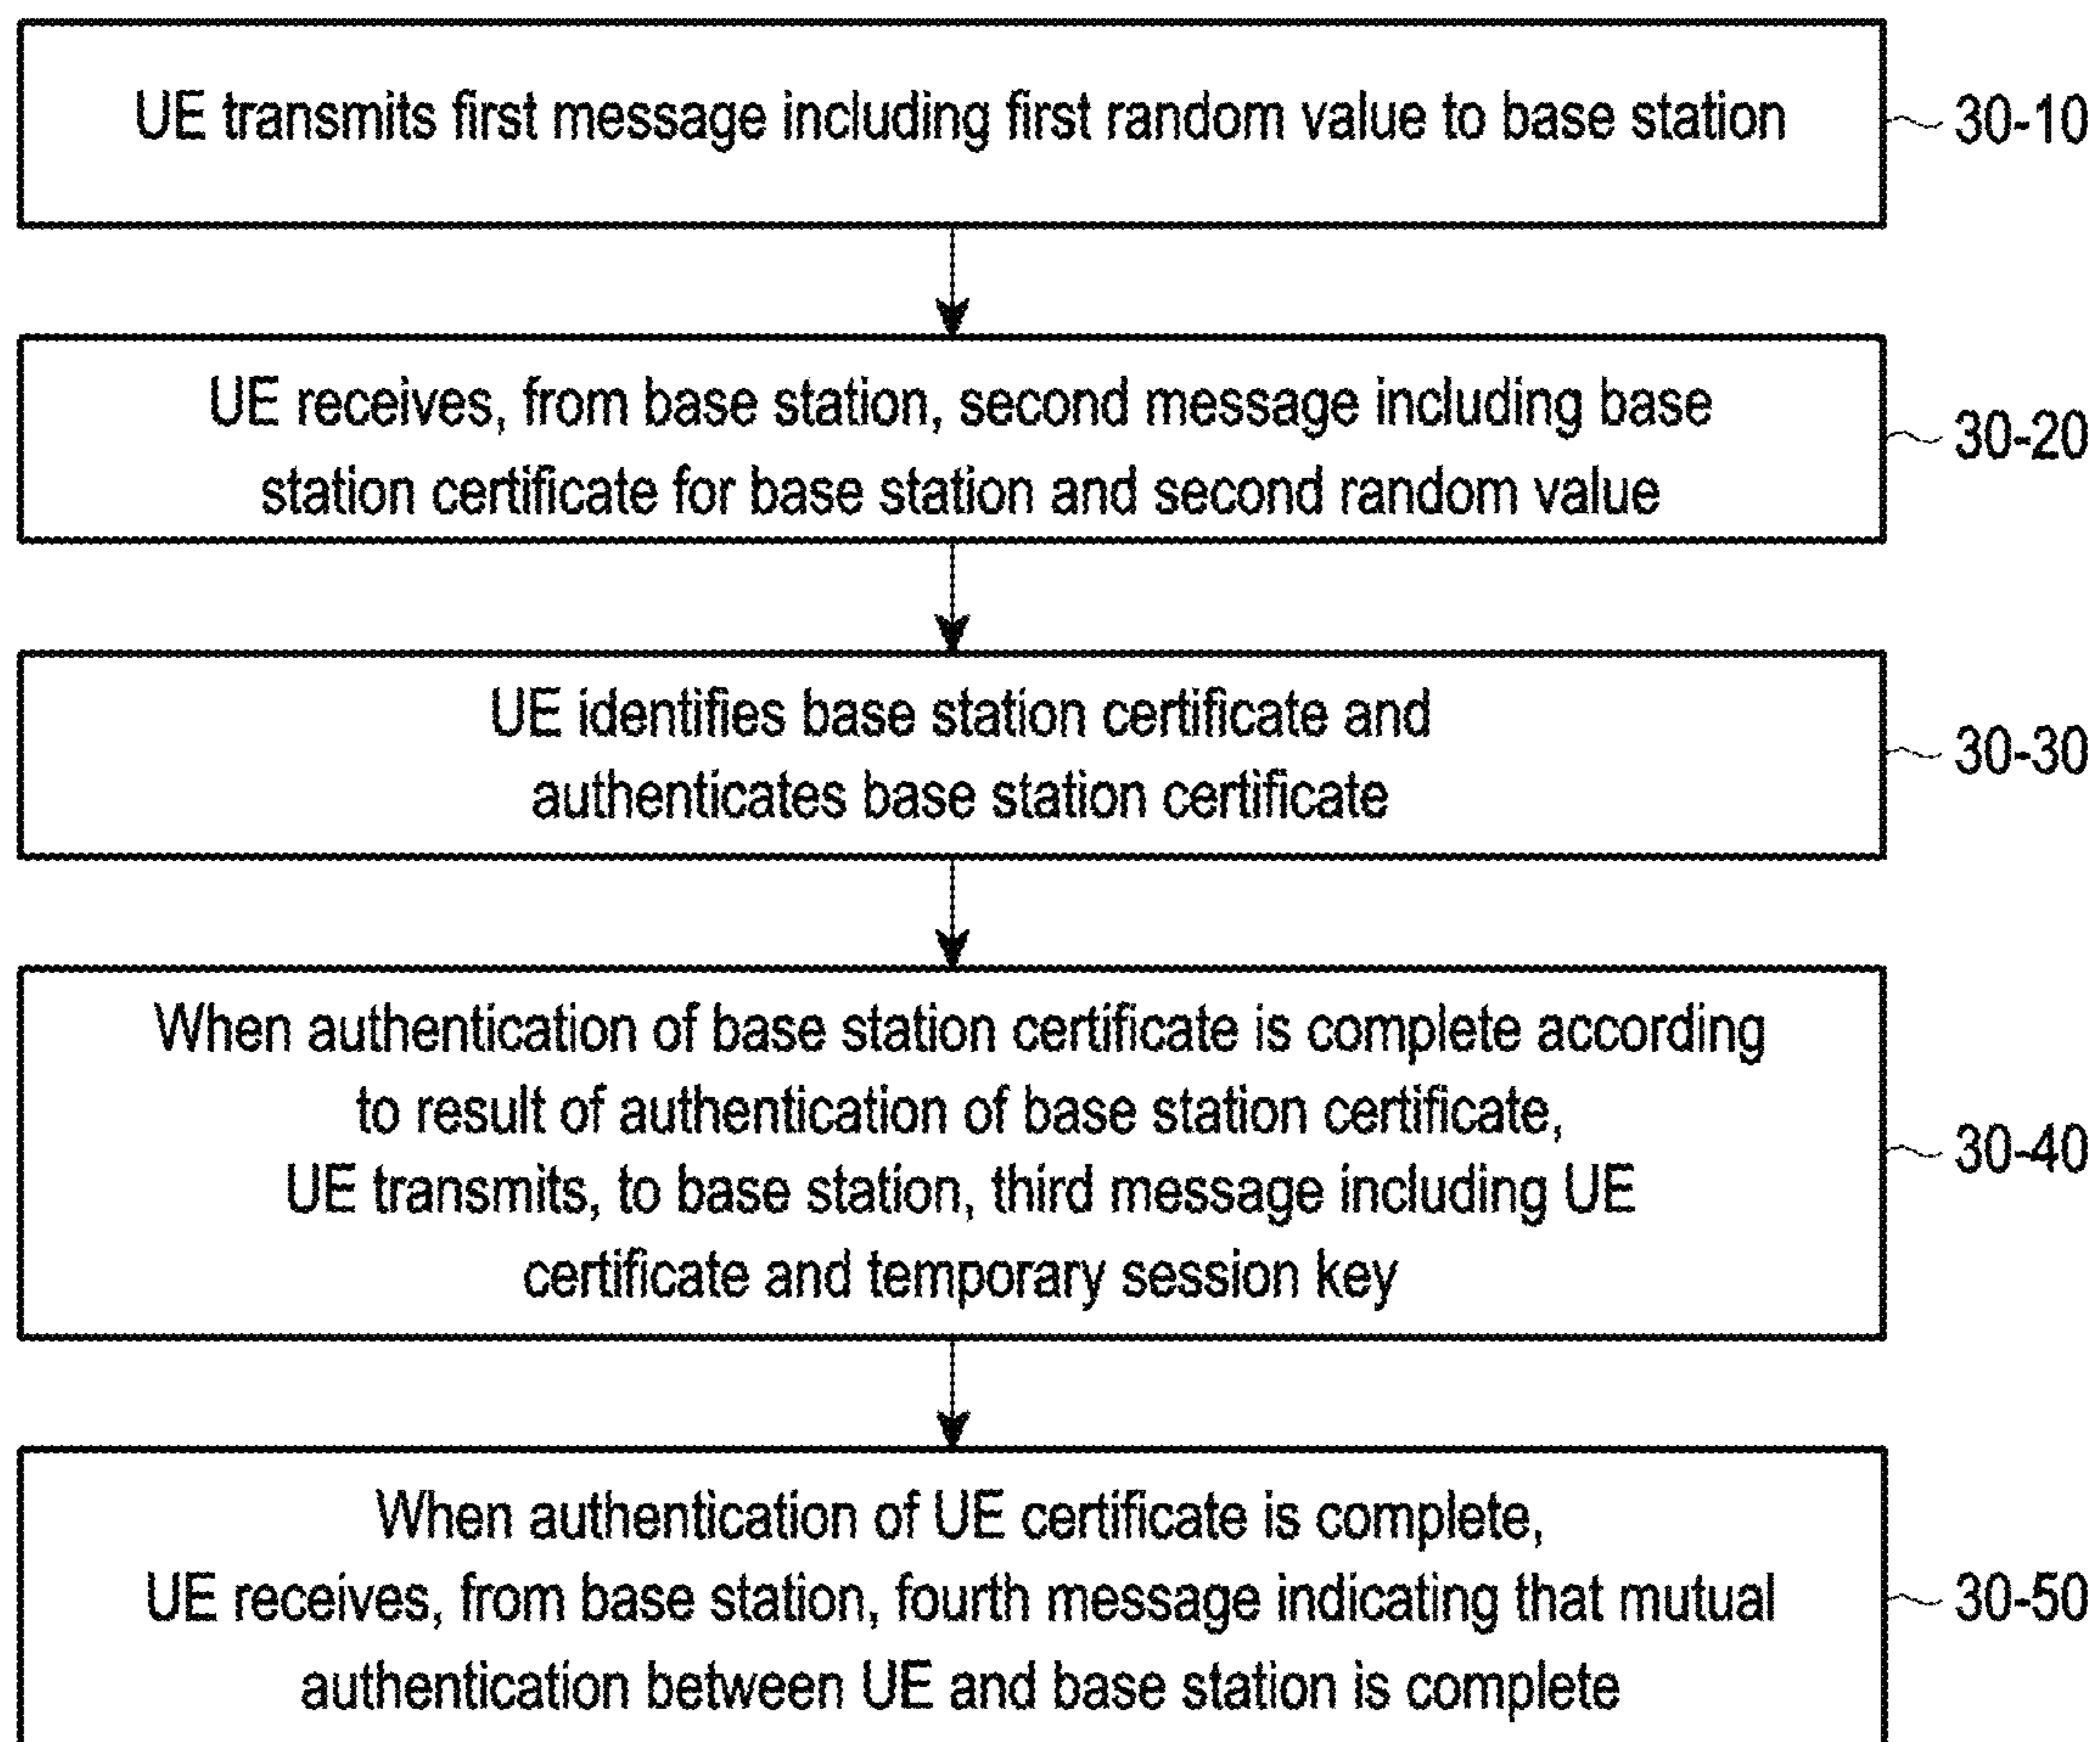 UE transmits first message including first random value to base station
30-10
UE receives, from base station, second message including base
station certificate for base station and second random value
30-20
UE identifies base station certificate and
authenticates base station certificate
30-30
When authentication of base station certificate is complete according
to result of authentication of base station certificate,
UE transmits, to base station, third message including UE
certificate and temporary session key
30-40
When authentication of UE certificate is complete,
UE receives, from base station, fourth message indicating that mutual
authentication between UE and base station is complete
30-50